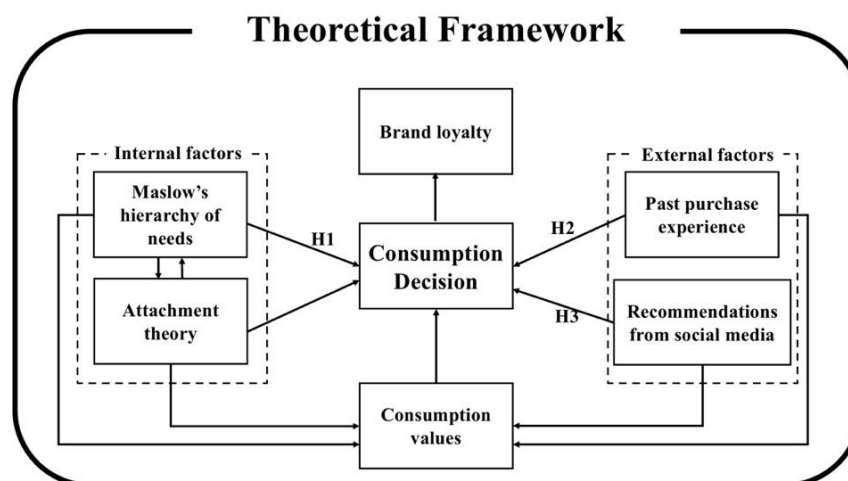 Theoretical Framework
Brand loyalty
Internal factors
Maslow's
hierarchy of
needs
Attachment
theory
H1
Consumption
Decision
H2
H3
External factors
Past purchase
experience
Recommendations
from social media
Consumption
values